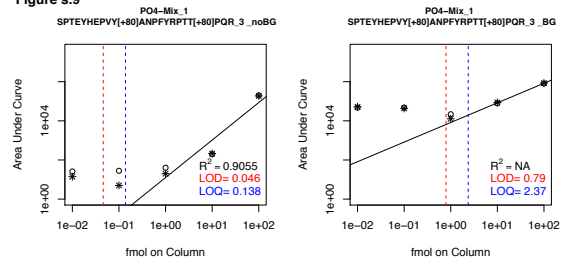 Figure s.9
PO4−Mix_1
SPTEYHEPVY[+80]ANPFYRPTT[+80]PQR_3 _noBG
Area Under Curve
1e+00
1e+04
R2 = 0.9055
LOD= 0.046
LOQ= 0.138
1e−02 1e−01 1e+00 1e+01 1e+02
fmol on Column
PO4−Mix_1
SPTEYHEPVY[+80]ANPFYRPTT[+80]PQR_3 _BG
Area Under Curve
1e+00
1e+04
R2 = NA
LOD= 0.79
LOQ= 2.37
1e−02 1e−01 1e+00 1e+01 1e+02
fmol on Column